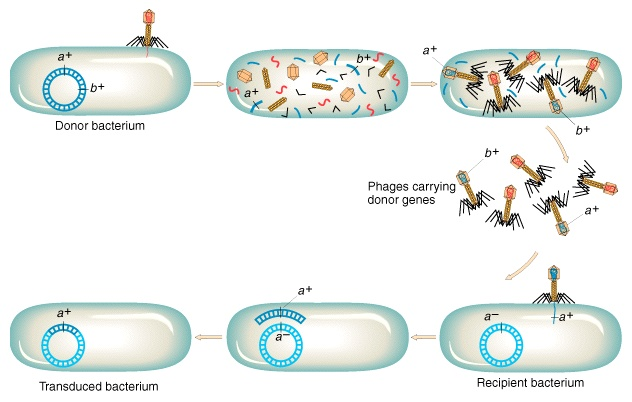 a+
b+
Donor bacterium
b+
a+
a+
b+
Phages carrying
donor genes
b+
a+
a−
a+
Recipient bacterium
a+
a−
a+
Transduced bacterium